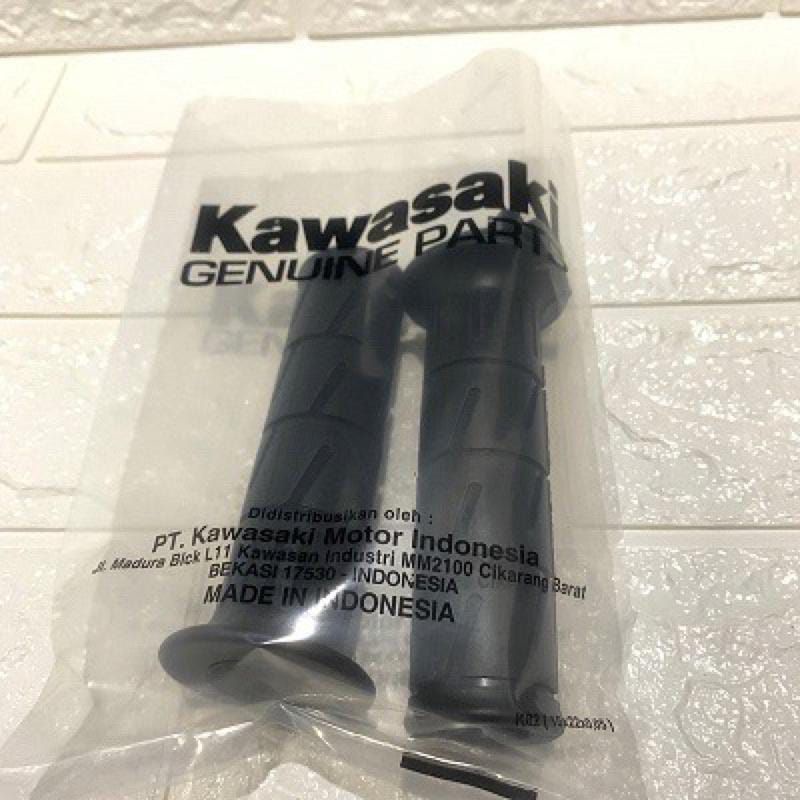 Kawasaki
GENUINE PARTS
Didistribusikan oleh :
PT. Kawasaki Motor Indonesia
Jl. Madura Blok L11 Kawasan Industri MM2100 Cikarang Barat
BEKASI 17530 - INDONESIA
MADE IN INDONESIA